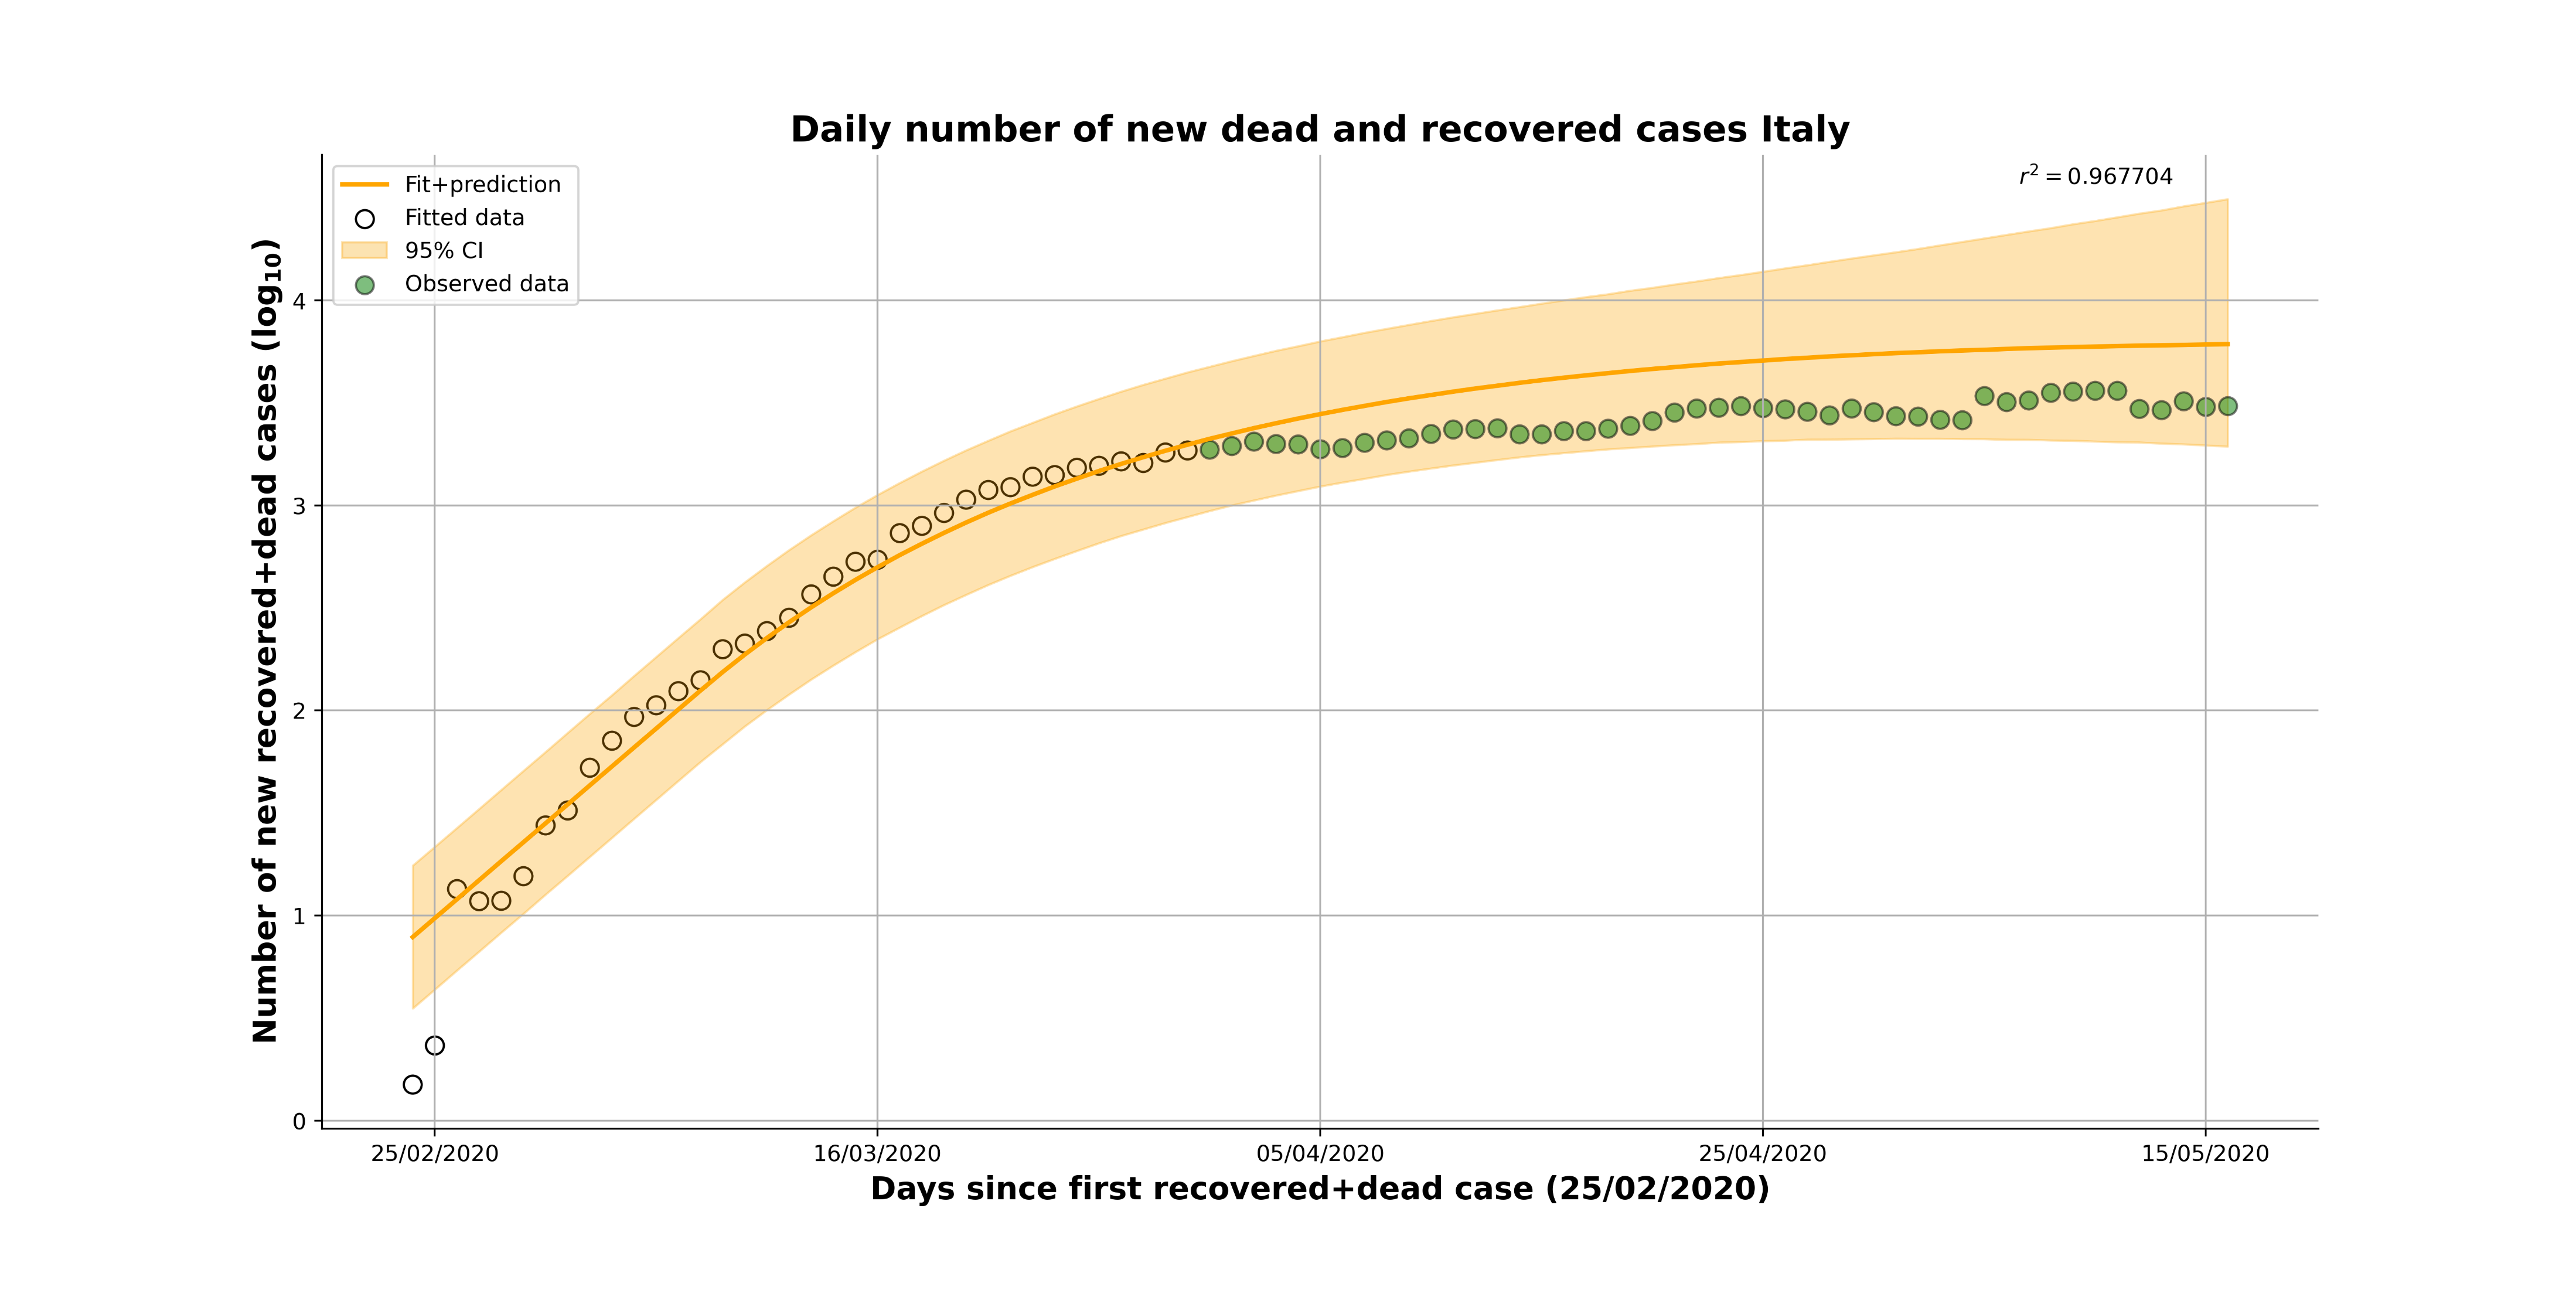 Daily number of new dead and recovered cases Italy
Fit+prediction
Fitted data
95% CI
Observed data
r² = 0.967704
Number of new recovered+dead cases (log₁₀)
4
3
2
1
0
25/02/2020 16/03/2020 05/04/2020 25/04/2020 15/05/2020
Days since first recovered+dead case (25/02/2020)